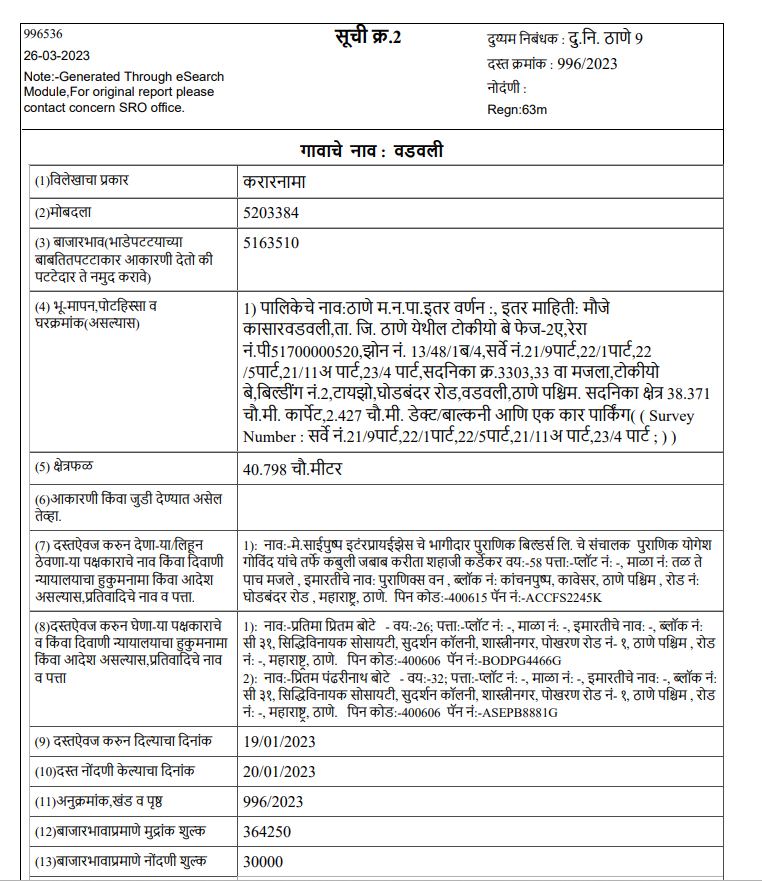 996536
26-03-2023
Note:-Generated Through eSearch
Module,For original report please
contact concern SRO office.
सूची क्र.2
दुय्यम निबंधक : दु.नि. ठाणे 9
दस्त क्रमांक : 996/2023
नोदंणी :
Regn:63m
गावाचे नाव : वडवली
(1)विलेखाचा प्रकार
करारनामा
(2)मोबदला
5203384
(3) बाजारभाव(भाडेपटटयाच्या
बाबतितपटटाकार आकारणी देतो की
पटटेदार ते नमुद करावे)
5163510
(4) भू-मापन,पोटहिस्सा व
घरक्रमांक(असल्यास)
1) पालिकेचे नाव:ठाणे म.न.पा.इतर वर्णन :, इतर माहिती: मौजे
कासारवडवली,ता. जि. ठाणे येथील टोकीयो बे फेज-2ए,रेरा
नं.पी51700000520,झोन नं. 13/48/1ब/4,सर्वे नं.21/9पार्ट,22/1पार्ट,22
/5पार्ट,21/11अ पार्ट,23/4 पार्ट,सदनिका क्र.3303,33 वा मजला,टोकीयो
बे,बिल्डींग नं.2,टायझो,घोडबंदर रोड,वडवली,ठाणे पश्चिम. सदनिका क्षेत्र 38.371
चौ.मी. कार्पेट,2.427 चौ.मी. डेक्ट/बाल्कनी आणि एक कार पार्किंग( ( Survey
Number : सर्वे नं.21/9पार्ट,22/1पार्ट,22/5पार्ट,21/11अ पार्ट,23/4 पार्ट ; ) )
(5) क्षेत्रफळ
40.798 चौ.मीटर
(6)आकारणी किंवा जुडी देण्यात असेल
तेव्हा.
(7) दस्तऐवज करुन देणा-या/लिहून
ठेवणा-या पक्षकाराचे नाव किंवा दिवाणी
न्यायालयाचा हुकुमनामा किंवा आदेश
असल्यास,प्रतिवादिचे नाव व पत्ता.
1): नाव:-मे.साईपुष्प इटंरप्रायईझेस चे भागीदार पुराणिक बिल्डर्स लि. चे संचालक पुराणिक योगेश
गोविंद यांचे तर्फे कबुली जबाब करीता शहाजी कर्डेकर वय:-58 पत्ता:-प्लॉट नं: -, माळा नं: तळ ते
पाच मजले , इमारतीचे नाव: पुराणिक्स वन , ब्लॉक नं: कांचनपुष्प, कावेसर, ठाणे पश्चिम , रोड नं:
घोडबंदर रोड , महाराष्ट्र, ठाणे. पिन कोड:-400615 पॅन नं:-ACCFS2245K
(8)दस्तऐवज करुन घेणा-या पक्षकाराचे
व किंवा दिवाणी न्यायालयाचा हुकुमनामा
किंवा आदेश असल्यास,प्रतिवादिचे नाव
व पत्ता
1): नाव:-प्रतिमा प्रितम बोटे - वय:-26; पत्ता:-प्लॉट नं: -, माळा नं: -, इमारतीचे नाव: -, ब्लॉक नं:
सी ३१, सिद्धिविनायक सोसायटी, सुदर्शन कॉलनी, शास्त्रीनगर, पोखरण रोड नं- १, ठाणे पश्चिम , रोड
नं: -, महाराष्ट्र, ठाणे. पिन कोड:-400606 पॅन नं:-BODPG4466G
2): नाव:-प्रितम पंढरीनाथ बोटे - वय:-32; पत्ता:-प्लॉट नं: -, माळा नं: -, इमारतीचे नाव: -, ब्लॉक नं:
सी ३१, सिद्धिविनायक सोसायटी, सुदर्शन कॉलनी, शास्त्रीनगर, पोखरण रोड नं- १, ठाणे पश्चिम , रोड
नं: -, महाराष्ट्र, ठाणे. पिन कोड:-400606 पॅन नं:-ASEPB8881G
(9) दस्तऐवज करुन दिल्याचा दिनांक
19/01/2023
(10)दस्त नोंदणी केल्याचा दिनांक
20/01/2023
(11)अनुक्रमांक,खंड व पृष्ठ
996/2023
(12)बाजारभावाप्रमाणे मुद्रांक शुल्क
364250
(13)बाजारभावाप्रमाणे नोंदणी शुल्क
30000